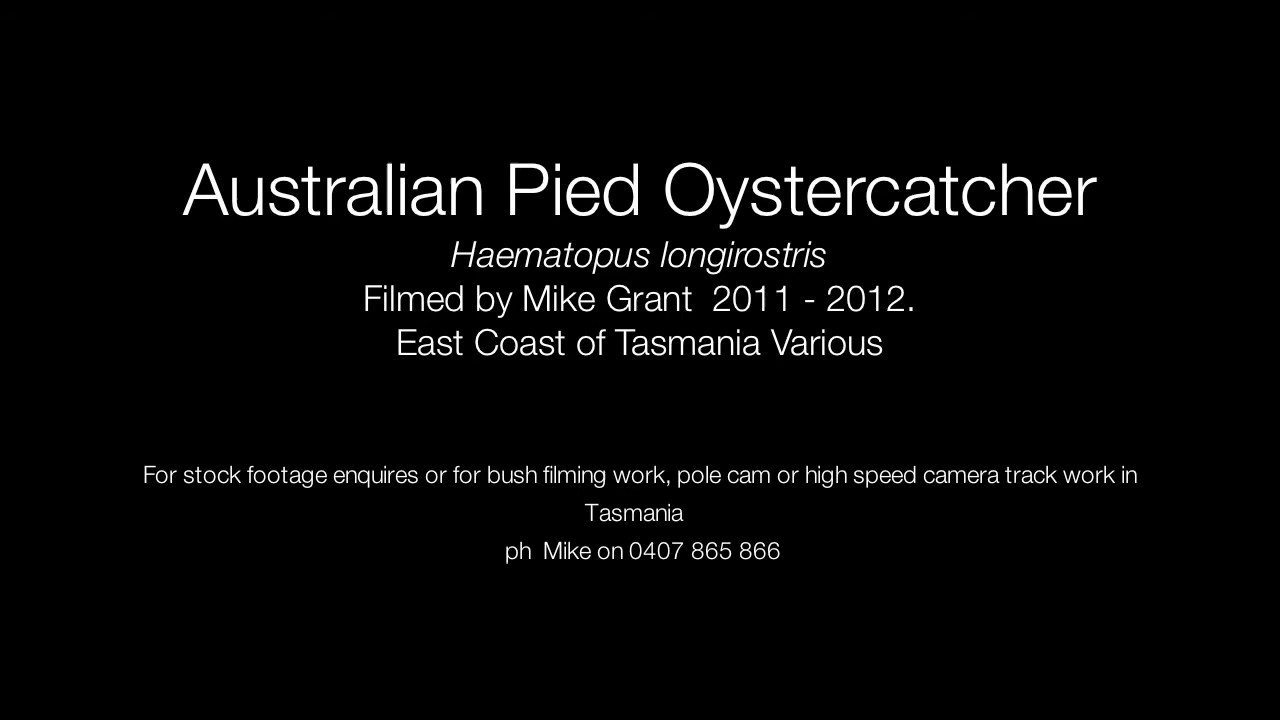 Australian Pied Oystercatcher
Haematopus longirostris
Filmed by Mike Grant  2011 - 2012.
East Coast of Tasmania Various
For stock footage enquires or for bush filming work, pole cam or high speed camera track work in
Tasmania
ph  Mike on 0407 865 866